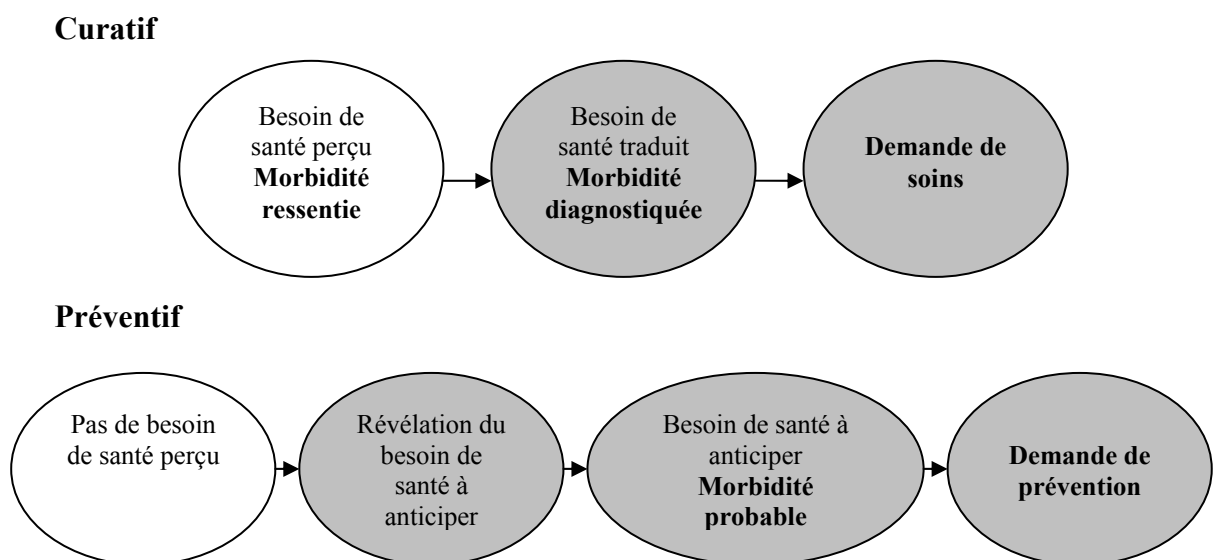 Curatif
Besoin de
santé perçu
Morbidité
ressentie
Besoin de
santé traduit
Morbidité
diagnostiquée
Demande de
soins
Préventif
Pas de besoin
de santé perçu
Révélation du
besoin de
santé à
anticiper
Besoin de santé à
anticiper
Morbidité
probable
Demande de
prévention